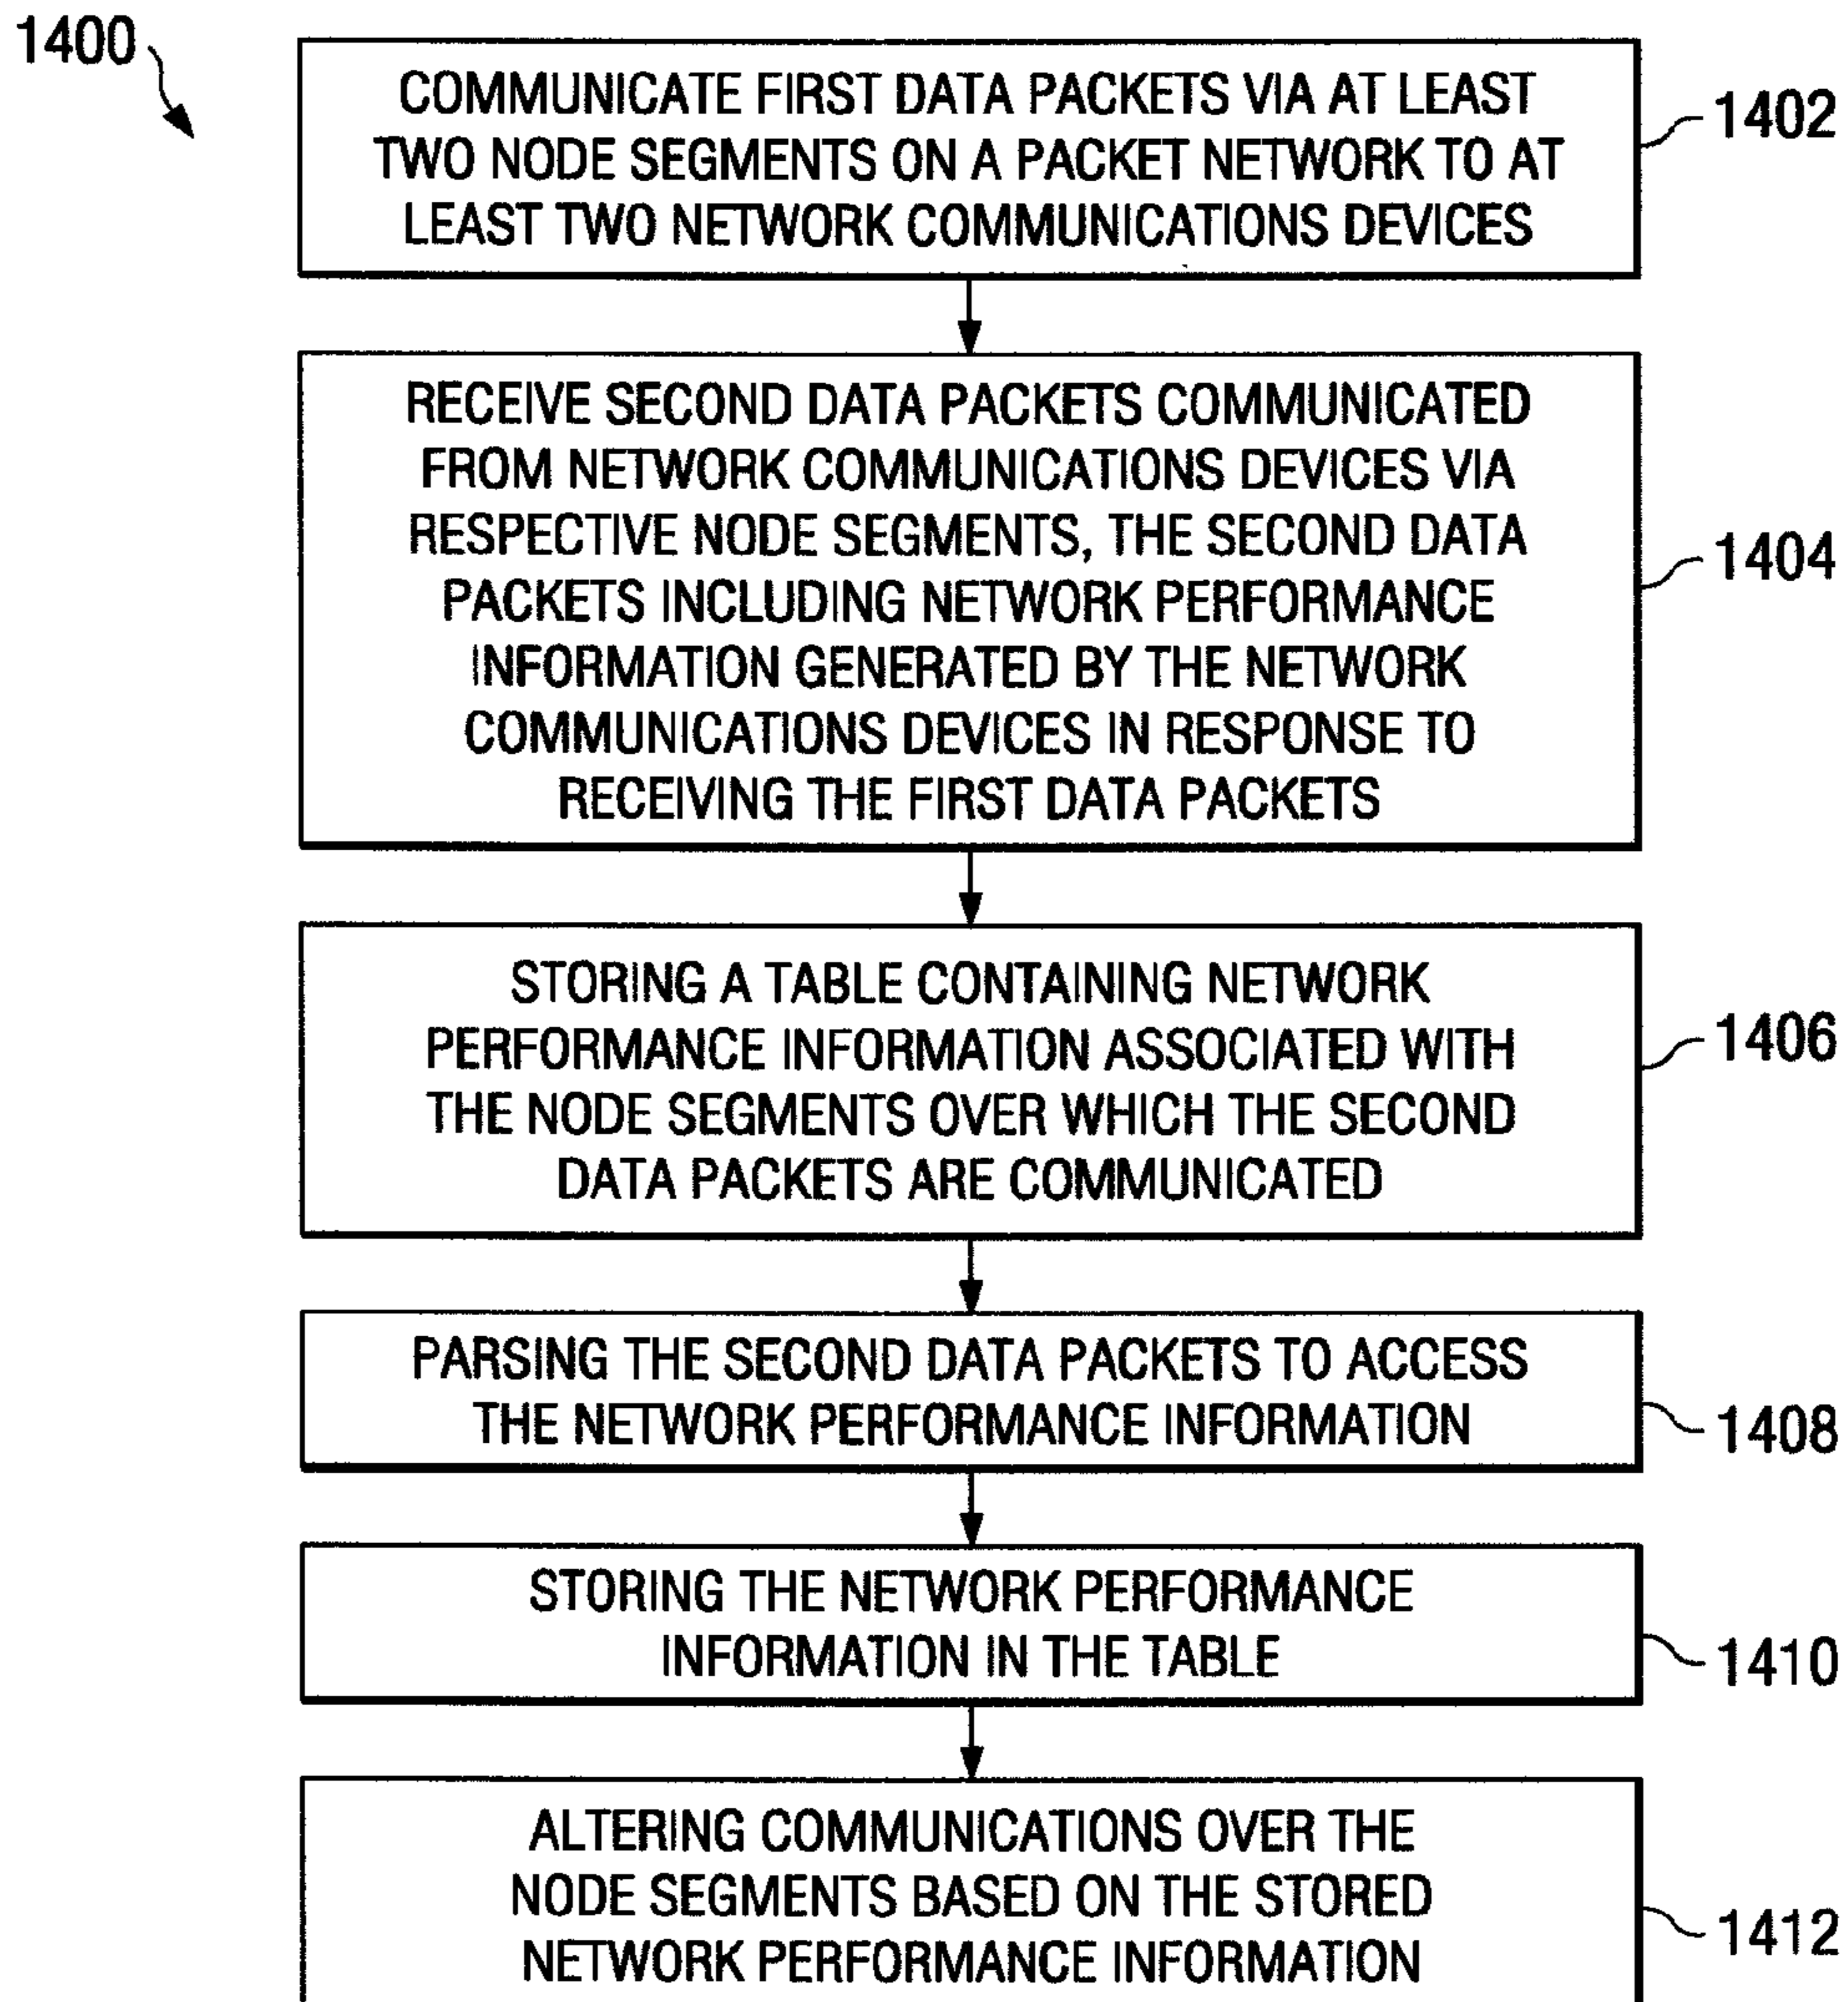 1400
COMMUNICATE FIRST DATA PACKETS VIA AT LEAST
TWO NODE SEGMENTS ON A PACKET NETWORK TO AT
LEAST TWO NETWORK COMMUNICATIONS DEVICES
1402
RECEIVE SECOND DATA PACKETS COMMUNICATED
FROM NETWORK COMMUNICATIONS DEVICES VIA
RESPECTIVE NODE SEGMENTS, THE SECOND DATA
PACKETS INCLUDING NETWORK PERFORMANCE
INFORMATION GENERATED BY THE NETWORK
COMMUNICATIONS DEVICES IN RESPONSE TO
RECEIVING THE FIRST DATA PACKETS
1404
STORING A TABLE CONTAINING NETWORK
PERFORMANCE INFORMATION ASSOCIATED WITH
THE NODE SEGMENTS OVER WHICH THE SECOND
DATA PACKETS ARE COMMUNICATED
1406
PARSING THE SECOND DATA PACKETS TO ACCESS
THE NETWORK PERFORMANCE INFORMATION
1408
STORING THE NETWORK PERFORMANCE
INFORMATION IN THE TABLE
1410
ALTERING COMMUNICATIONS OVER THE
NODE SEGMENTS BASED ON THE STORED
NETWORK PERFORMANCE INFORMATION
1412